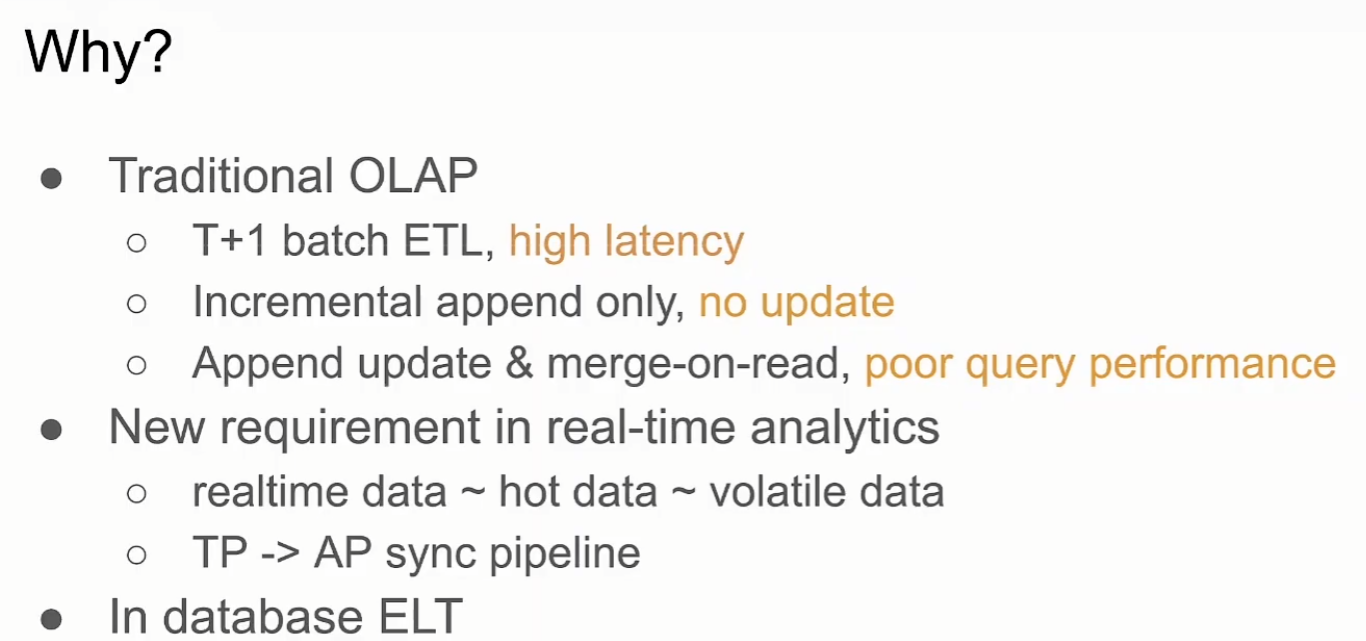 Why?
● Traditional OLAP
○ T+1 batch ETL, high latency
○ Incremental append only, no update
○ Append update & merge-on-read, poor query performance
● New requirement in real-time analytics
○ realtime data ~ hot data ~ volatile data
○ TP -> AP sync pipeline
● In database ELT